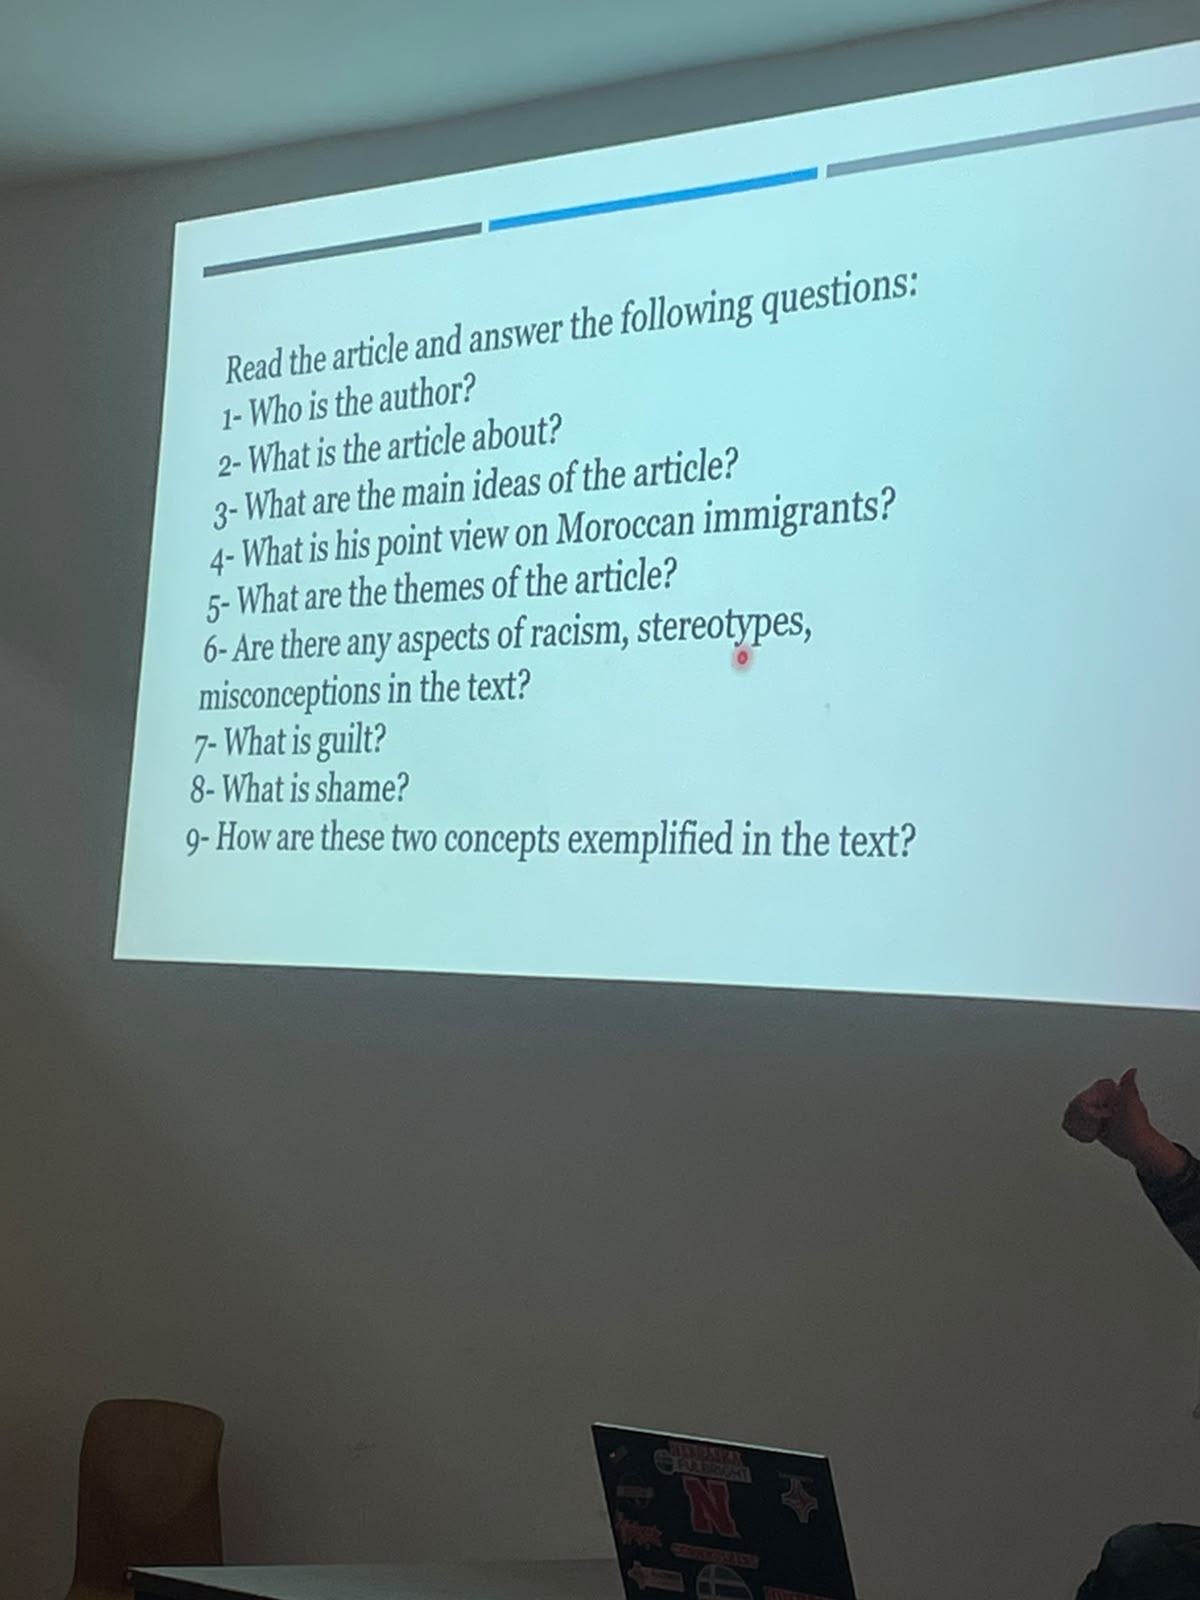 Read the article and answer the following questions:
1- Who is the author?
2- What is the article about?
3- What are the main ideas of the article?
4- What is his point view on Moroccan immigrants?
5- What are the themes of the article?
6- Are there any aspects of racism, stereotypes,
misconceptions in the text?
7- What is guilt?
8- What is shame?
9- How are these two concepts exemplified in the text?
NEBRASKA
FULBRIGHT
N